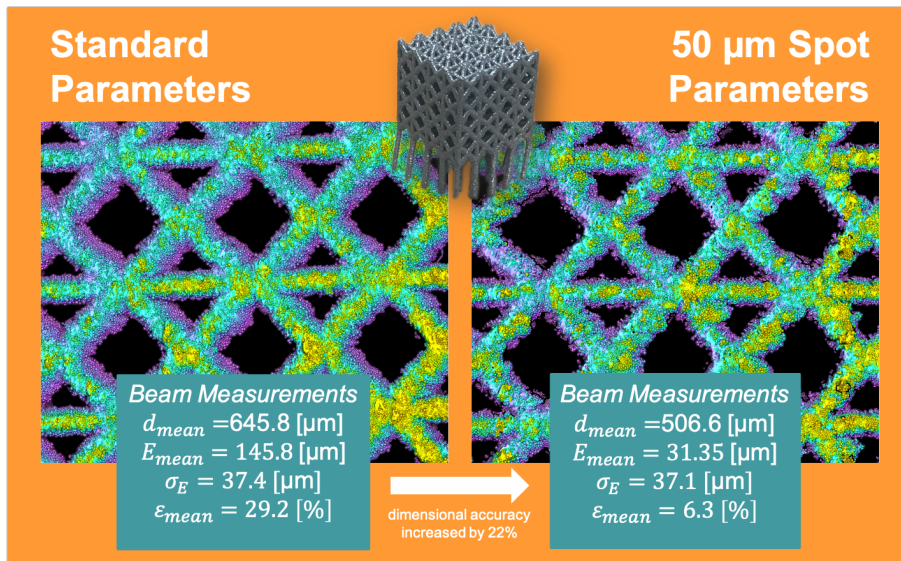 Standard
Parameters
50 µm Spot
Parameters
Beam Measurements
d_mean =645.8 [µm]
E_mean = 145.8 [µm]
σ_E = 37.4 [µm]
ε_mean = 29.2 [%]
dimensional accuracy
increased by 22%
Beam Measurements
d_mean =506.6 [µm]
E_mean = 31.35 [µm]
σ_E = 37.1 [µm]
ε_mean = 6.3 [%]